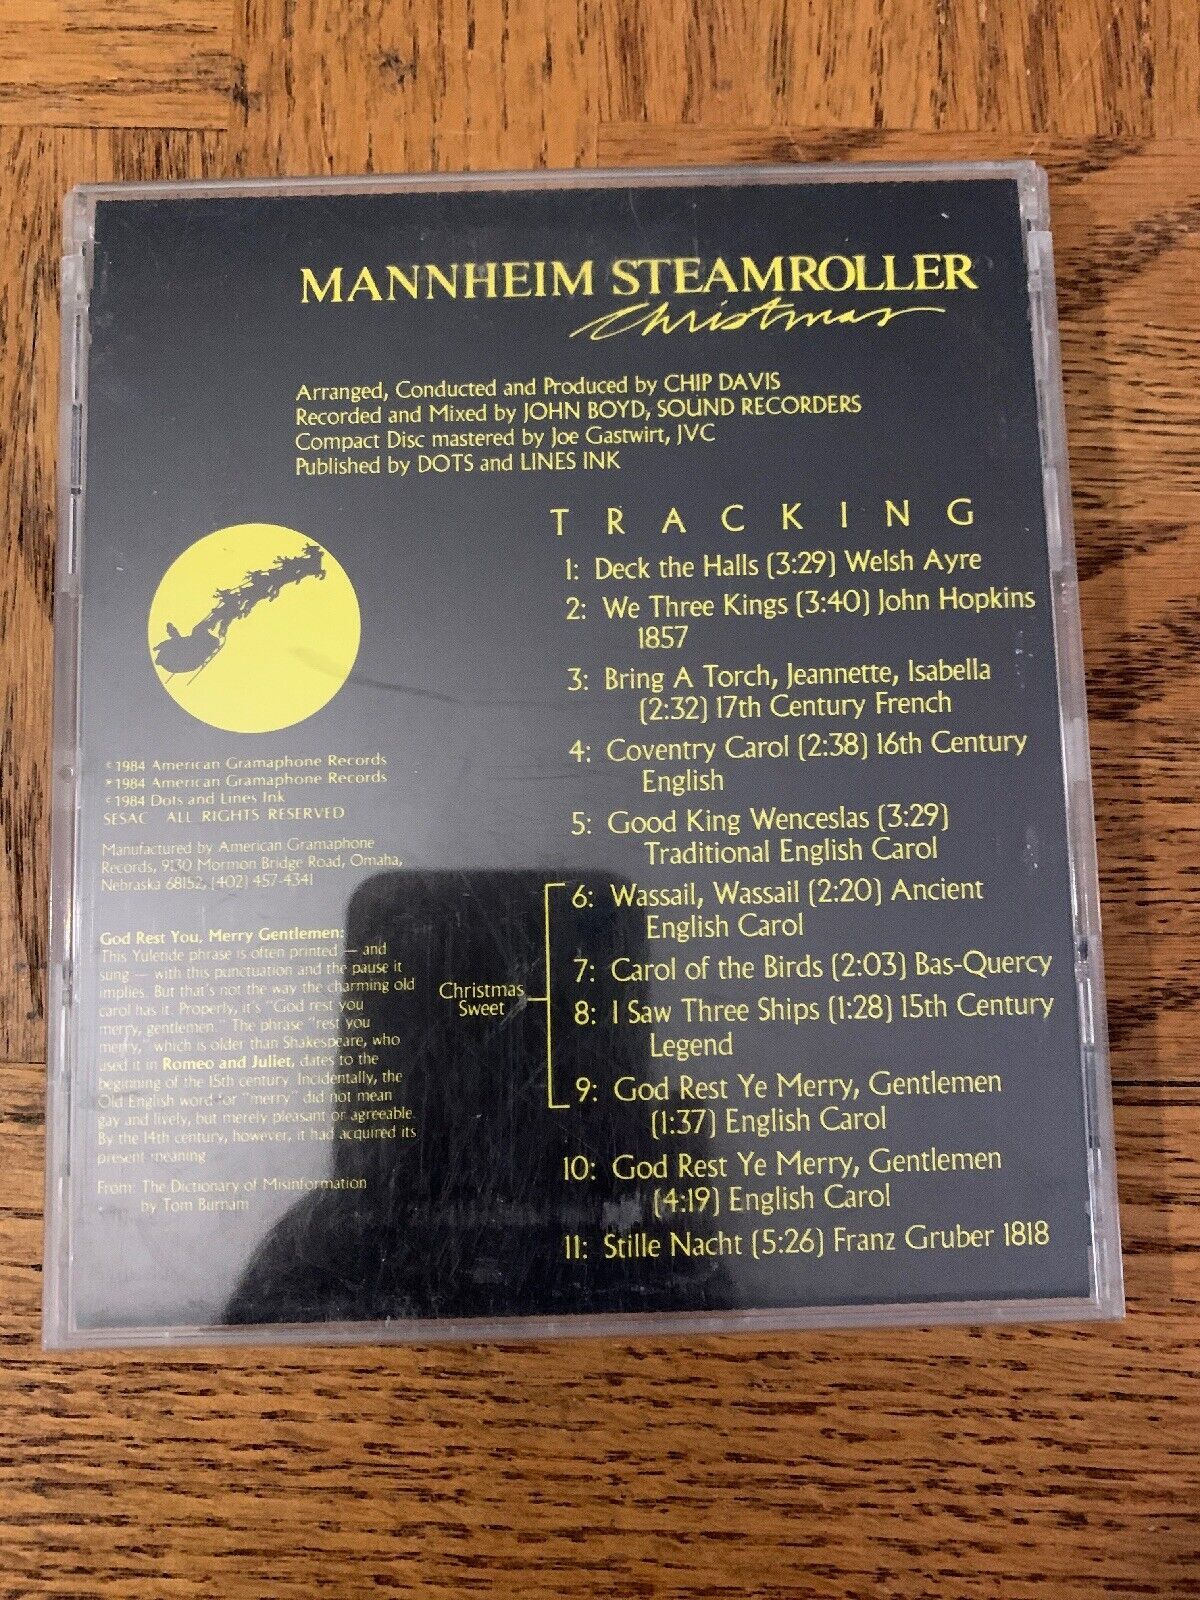 MANNHEIM STEAMROLLER
Christmas
Arranged, Conducted and Produced by CHIP DAVIS
Recorded and Mixed by JOHN BOYD, SOUND RECORDERS
Compact Disc mastered by Joe Gastwirt, JVC
Published by DOTS and LINES INK
TRACKING
1: Deck the Halls (3:29) Welsh Ayre
2: We Three Kings (3:40) John Hopkins
1857
3: Bring A Torch, Jeannette, Isabella
(2:32) 17th Century French
4: Coventry Carol (2:38) 16th Century
English
5: Good King Wenceslas (3:29)
Traditional English Carol
Christmas
Sweet
6: Wassail, Wassail (2:20) Ancient
English Carol
7: Carol of the Birds (2:03) Bas-Quercy
8: I Saw Three Ships (1:28) 15th Century
Legend
9: God Rest Ye Merry, Gentlemen
(1:37) English Carol
10: God Rest Ye Merry, Gentlemen
(4:19) English Carol
11: Stille Nacht (5:26) Franz Gruber 1818
©1984 American Gramaphone Records
℗1984 American Gramaphone Records
©1984 Dots and Lines Ink
SESAC ALL RIGHTS RESERVED
Manufactured by American Gramaphone
Records, 9130 Mormon Bridge Road, Omaha,
Nebraska 68152, (402) 457-4341
God Rest You, Merry Gentlemen:
This Yuletide phrase is often printed — and
sung — with this punctuation and the pause it
implies. But that's not the way the charming old
carol has it. Properly, it's "God rest you
merry, gentlemen." The phrase "rest you
merry," which is older than Shakespeare, who
used it in Romeo and Juliet, dates to the
beginning of the 15th century. Incidentally, the
Old English word for "merry" did not mean
gay and lively, but merely pleasant or agreeable.
By the 14th century, however, it had acquired its
present meaning.
From: The Dictionary of Misinformation
by Tom Burnam